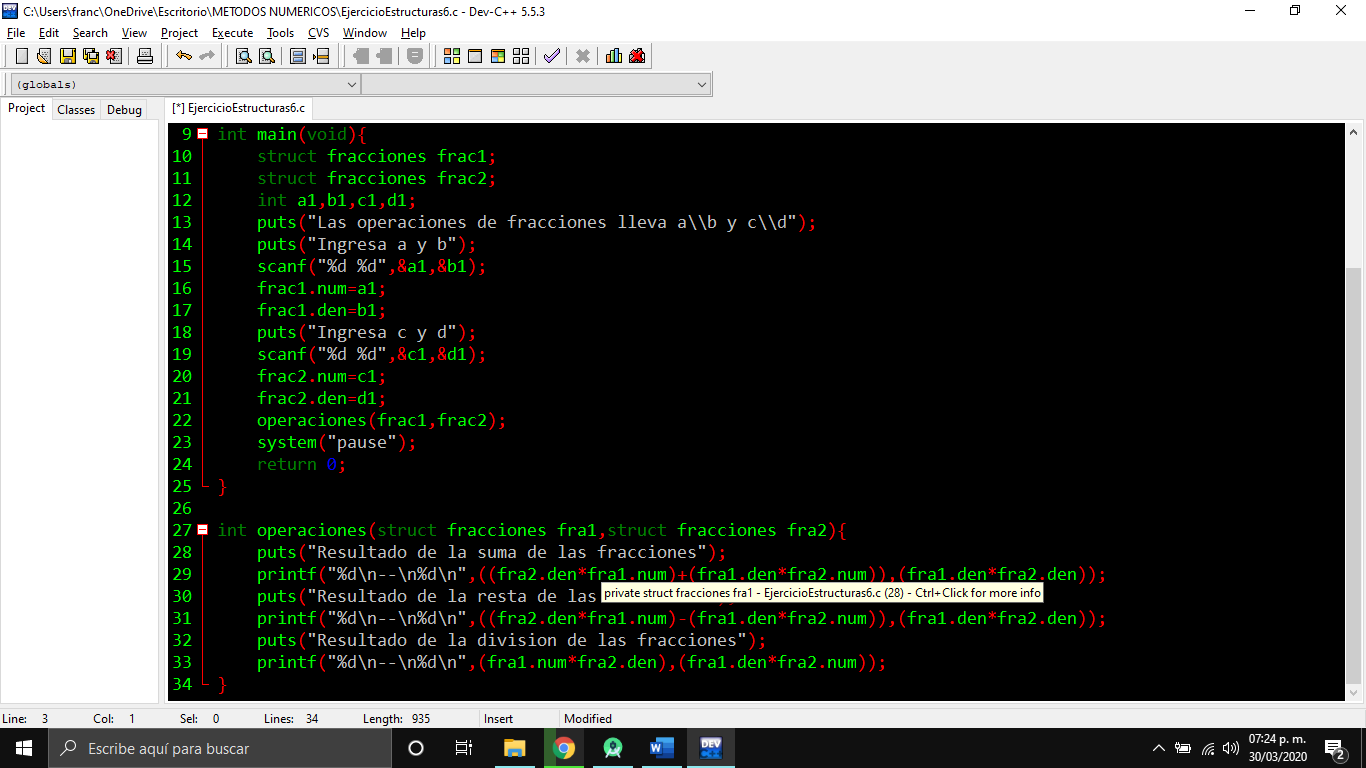 C:\Users\franc\OneDrive\Escritorio\METODOS NUMERICOS\EjercicioEstructuras6.c - Dev-C++ 5.5.3
File Edit Search View Project Execute Tools CVS Window Help
(globals)
Project Classes Debug
[*] EjercicioEstructuras6.c
9 int main(void){
10 struct fracciones frac1;
11 struct fracciones frac2;
12 int a1,b1,c1,d1;
13 puts("Las operaciones de fracciones lleva a\\b y c\\d");
14 puts("Ingresa a y b");
15 scanf("%d %d",&a1,&b1);
16 frac1.num=a1;
17 frac1.den=b1;
18 puts("Ingresa c y d");
19 scanf("%d %d",&c1,&d1);
20 frac2.num=c1;
21 frac2.den=d1;
22 operaciones(frac1,frac2);
23 system("pause");
24 return 0;
25 }
26
27 int operaciones(struct fracciones fra1,struct fracciones fra2){
28 puts("Resultado de la suma de las fracciones");
29 printf("%d\n--\n%d\n",((fra2.den*fra1.num)+(fra1.den*fra2.num)),(fra1.den*fra2.den));
30 puts("Resultado de la resta de las
private struct fracciones fra1 - EjercicioEstructuras6.c (28) - Ctrl+Click for more info
31 printf("%d\n--\n%d\n",((fra2.den*fra1.num)-(fra1.den*fra2.num)),(fra1.den*fra2.den));
32 puts("Resultado de la division de las fracciones");
33 printf("%d\n--\n%d\n",(fra1.num*fra2.den),(fra1.den*fra2.num));
34 }
Line: 3 Col: 1 Sel: 0 Lines: 34 Length: 935 Insert Modified
Escribe aquí para buscar
DEV C++
07:24 p. m.
30/03/2020
2